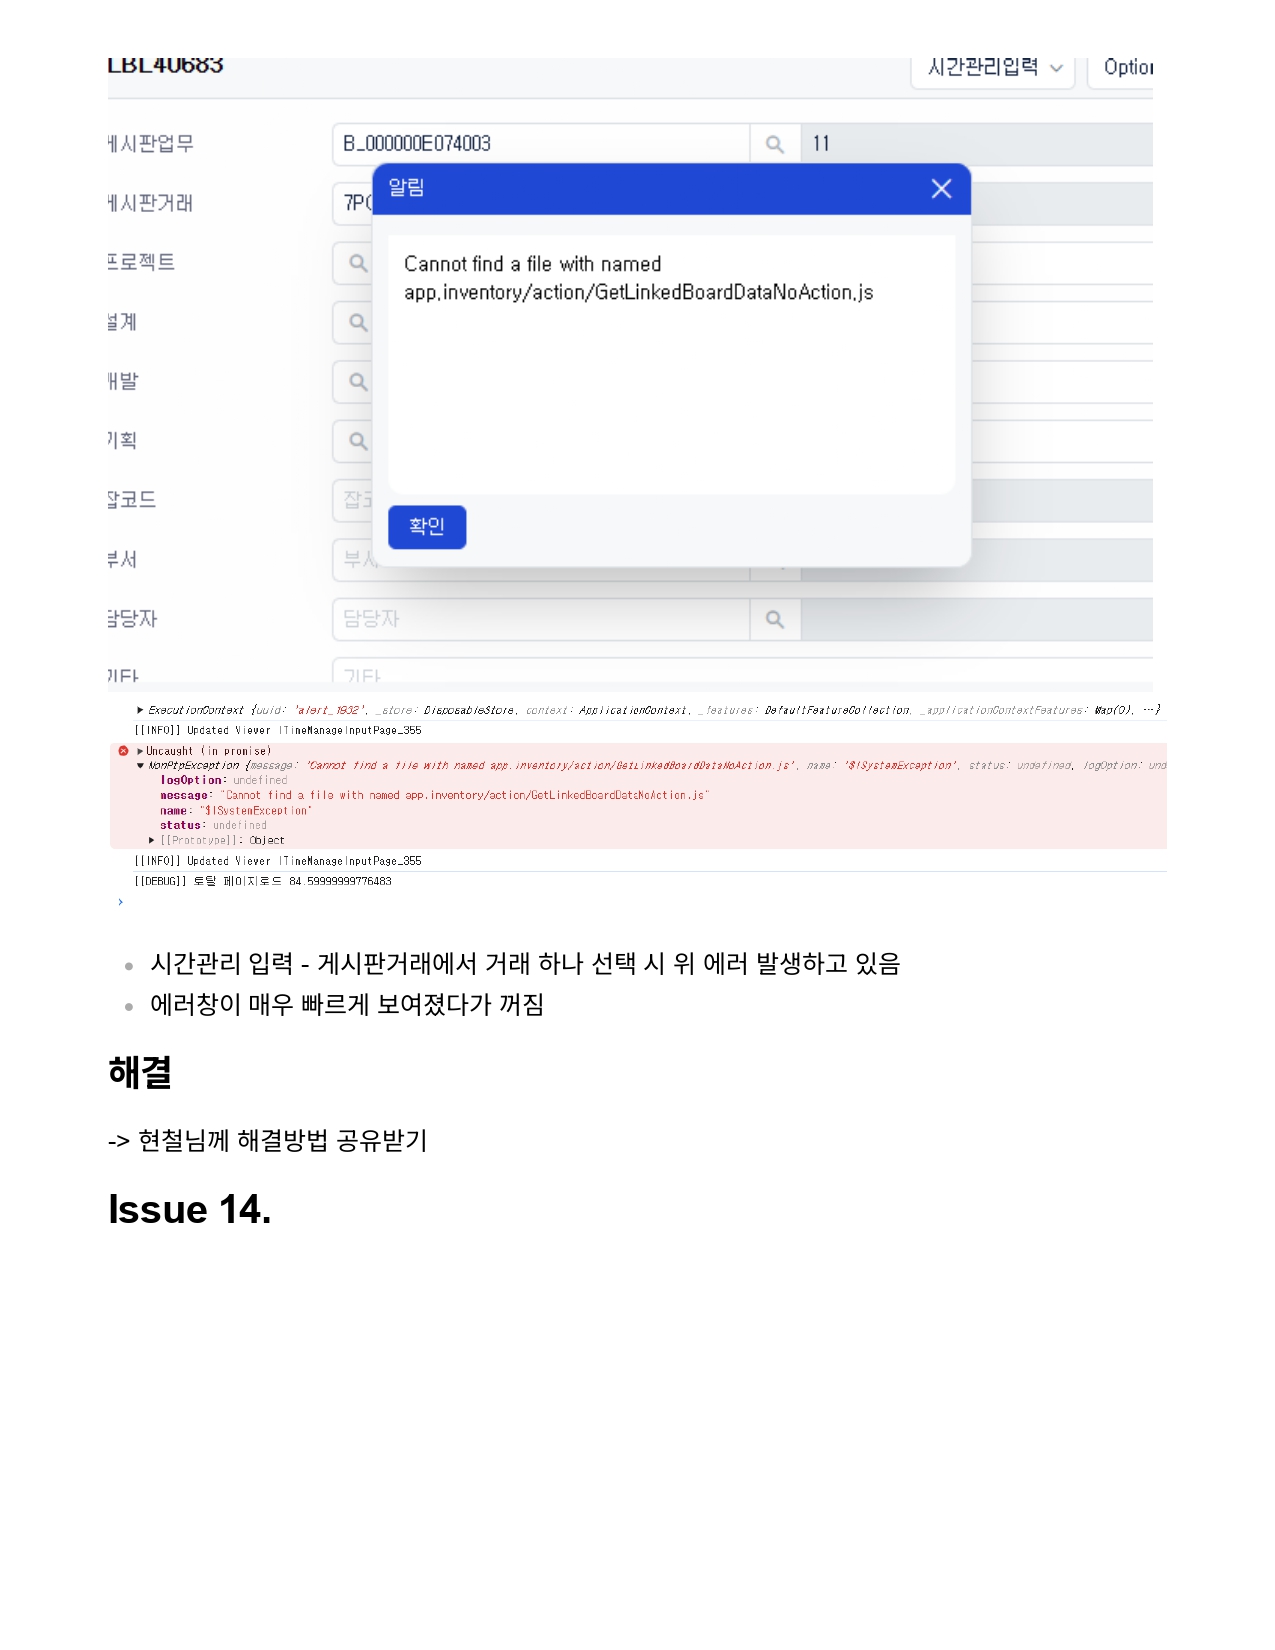 LBL40683
시간관리입력
Option
게시판업무 B_000000E074003 11
알림
게시판거래 7P
Cannot find a file with named
app.inventory/action/GetLinkedBoardDataNoAction.js
프로젝트
설계
개발
기획
잡코드 잡코
확인
부서 부서
담당자 담당자
기타 기타
ExecutionContext {uuid: 'alert_1932', _store: DisposableStore, context: ApplicationContext, _features: DefaultFeatureCollection, _applicationContextFeatures: Map(0), …}
[[INFO]] Updated Viewer ITimeManageInputPage_355
Uncaught (in promise)
NonPtpException {message: 'Cannot find a file with named app.inventory/action/GetLinkedBoardDataNoAction.js', name: '$ISystemException', status: undefined, logOption: und
logOption: undefined
message: "Cannot find a file with named app.inventory/action/GetLinkedBoardDataNoAction.js"
name: "$ISystemException"
status: undefined
[[Prototype]]: Object
[[INFO]] Updated Viewer ITimeManageInputPage_355
[[DEBUG]] 토탈 페이지로드 84.59999999776483
시간관리 입력 - 게시판거래에서 거래 하나 선택 시 위 에러 발생하고 있음
에러창이 매우 빠르게 보여졌다가 꺼짐
해결
-> 현철님께 해결방법 공유받기
Issue 14.